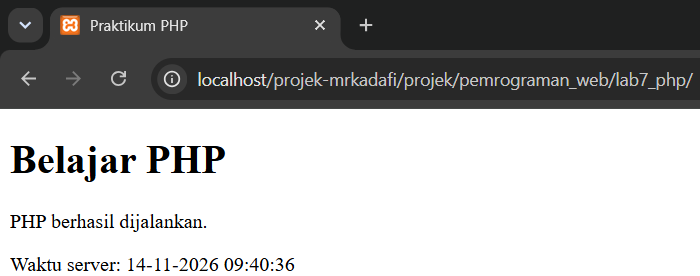 Praktikum PHP
localhost/projek-mrkadafi/projek/pemrograman_web/lab7_php/
Belajar PHP
PHP berhasil dijalankan.
Waktu server: 14-11-2026 09:40:36